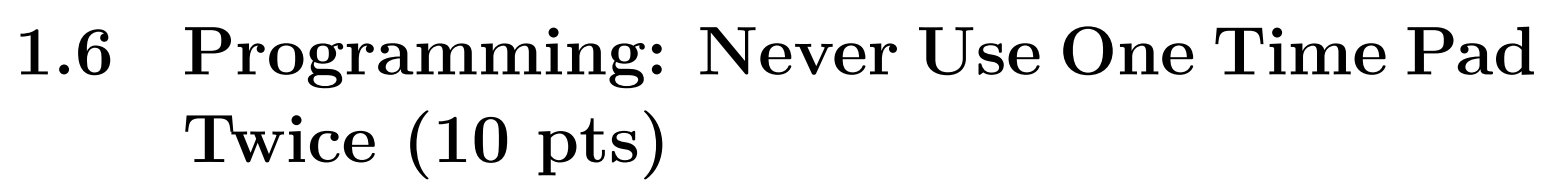 1.6 Programming: Never Use One Time Pad
Twice (10 pts)